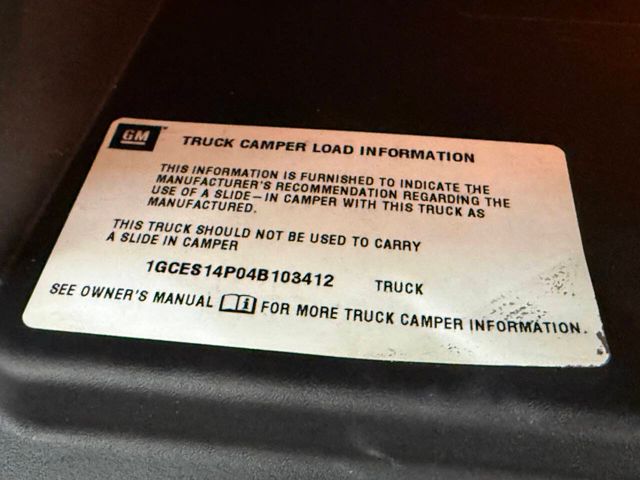 GM TRUCK CAMPER LOAD INFORMATION
THIS INFORMATION IS FURNISHED TO INDICATE THE
MANUFACTURER'S RECOMMENDATION REGARDING THE
USE OF A SLIDE-IN CAMPER WITH THIS TRUCK AS
MANUFACTURED.
THIS TRUCK SHOULD NOT BE USED TO CARRY
A SLIDE IN CAMPER
1GCES14P04B103412 TRUCK
SEE OWNER'S MANUAL FOR MORE TRUCK CAMPER INFORMATION.